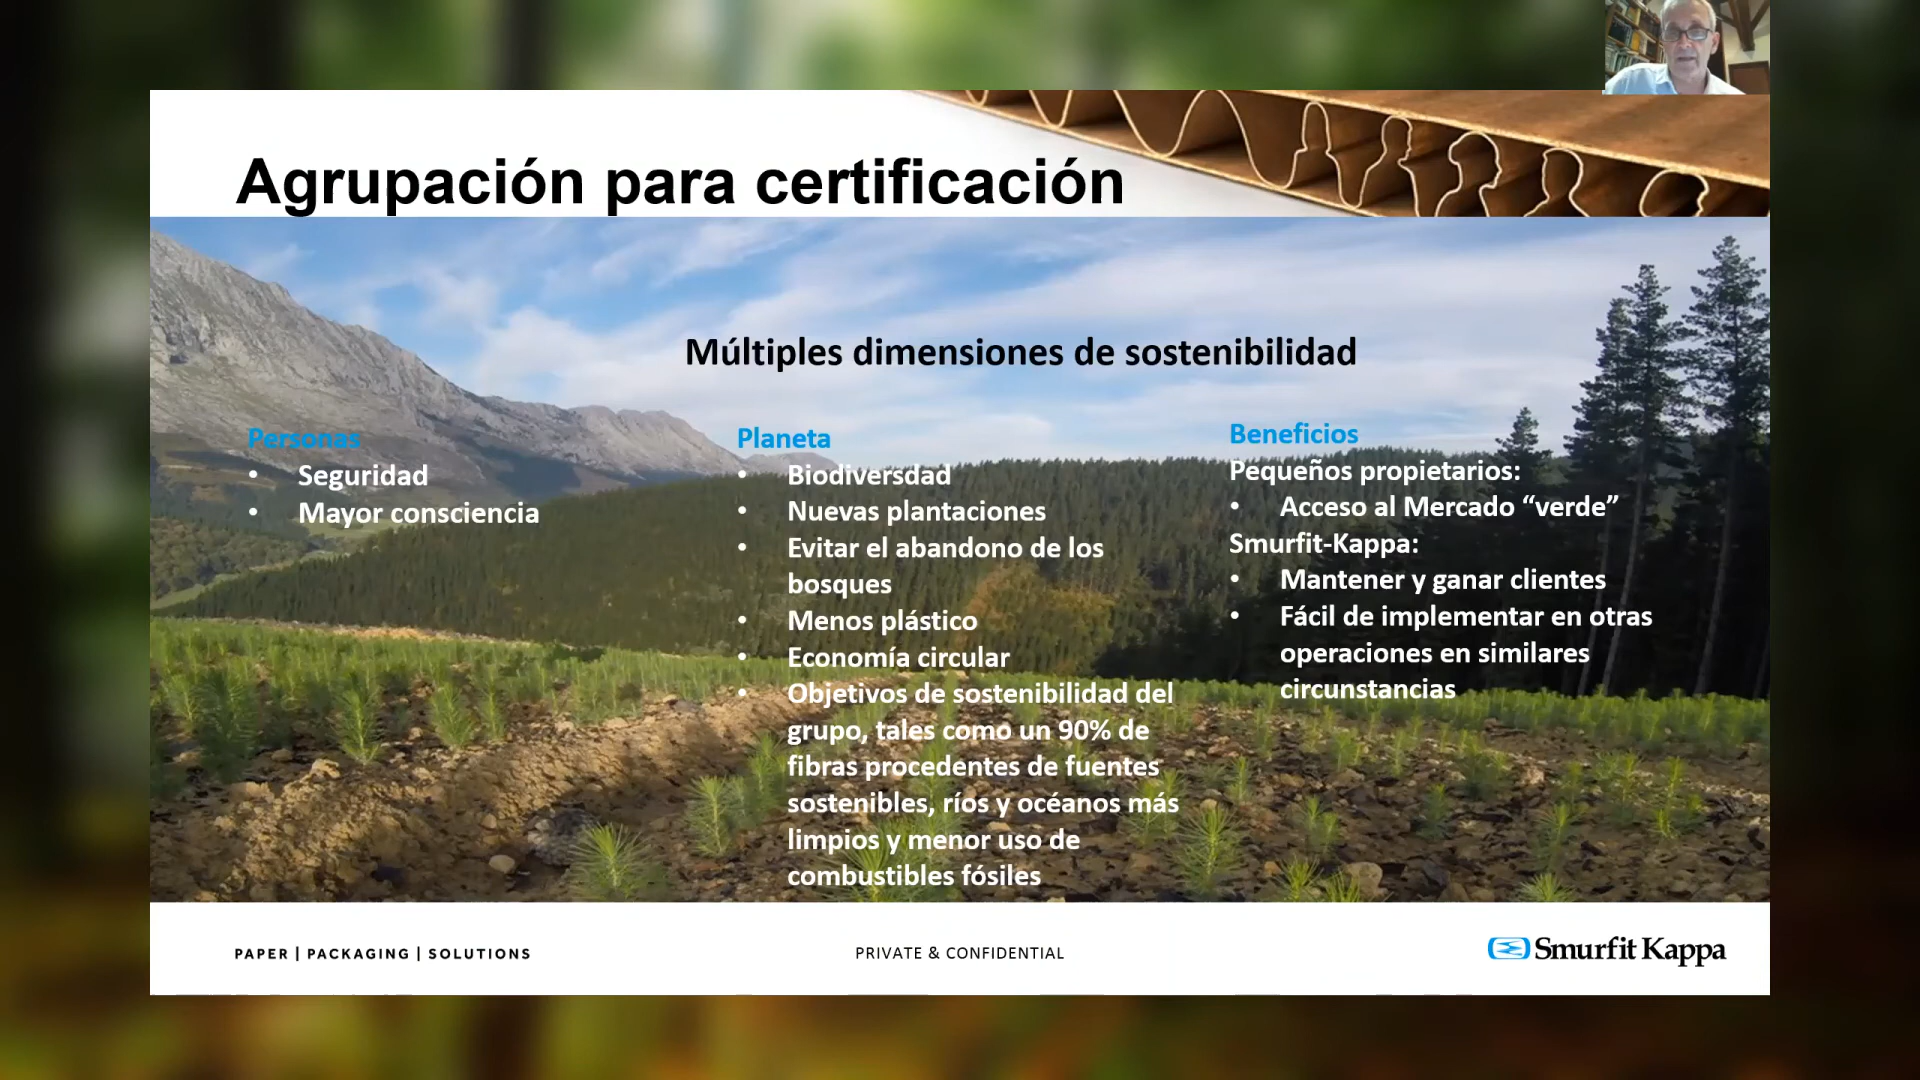 Agrupación para certificación
Múltiples dimensiones de sostenibilidad
Personas
• Seguridad
• Mayor consciencia
Planeta
• Biodiversdad
• Nuevas plantaciones
• Evitar el abandono de los
bosques
• Menos plástico
• Economía circular
• Objetivos de sostenibilidad del
grupo, tales como un 90% de
fibras procedentes de fuentes
sostenibles, ríos y océanos más
limpios y menor uso de
combustibles fósiles
Beneficios
Pequeños propietarios:
• Acceso al Mercado “verde”
Smurfit-Kappa:
• Mantener y ganar clientes
• Fácil de implementar en otras
operaciones en similares
circunstancias
PAPER | PACKAGING | SOLUTIONS
PRIVATE & CONFIDENTIAL
Smurfit Kappa